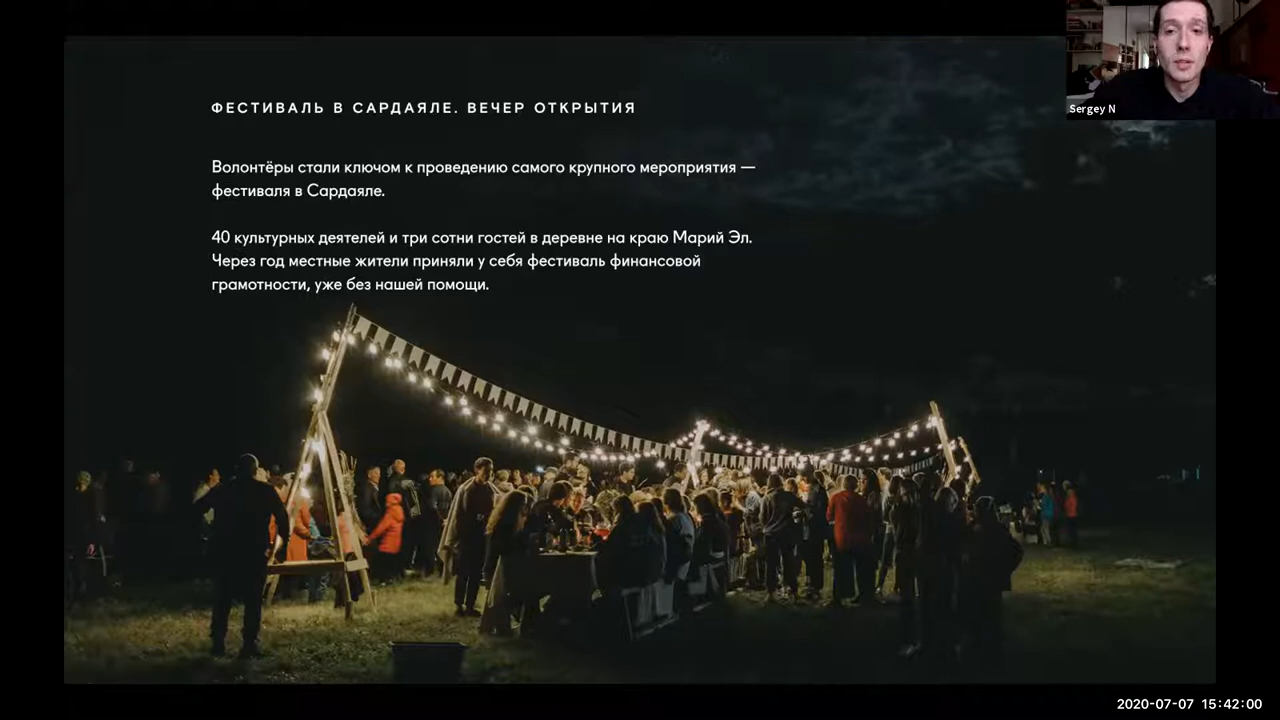 ФЕСТИВАЛЬ В САРДАЯЛЕ. ВЕЧЕР ОТКРЫТИЯ
Волонтёры стали ключом к проведению самого крупного мероприятия —
фестиваля в Сардаяле.
40 культурных деятелей и три сотни гостей в деревне на краю Марий Эл.
Через год местные жители приняли у себя фестиваль финансовой
грамотности, уже без нашей помощи.
Sergey N
2020-07-07 15:42:00